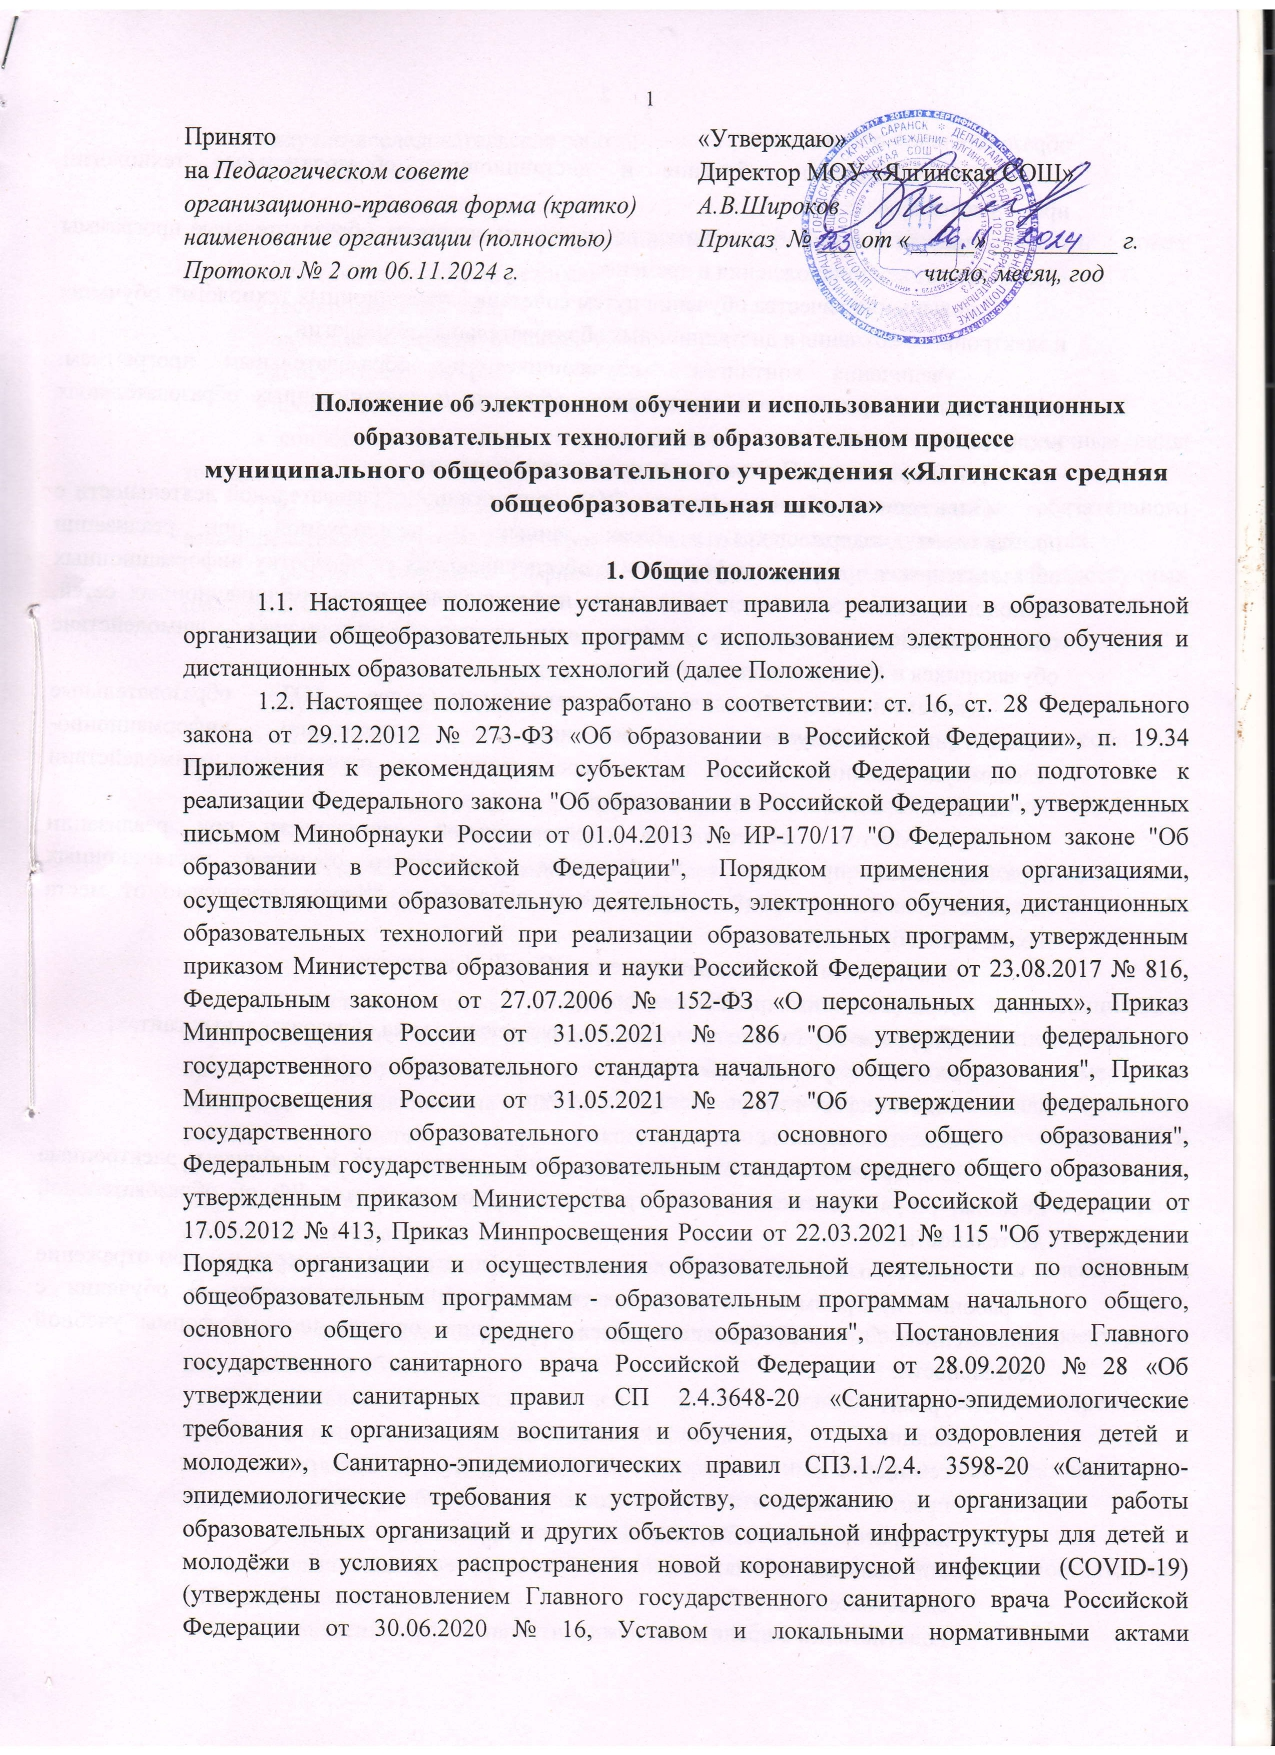 1
Принято
на Педагогическом совете
организационно-правовая форма (кратко)
наименование организации (полностью)
Протокол № 2 от 06.11.2024 г.
«Утверждаю»
Директор МОУ «Ялгинская СОШ»
А.В.Широков
Приказ № 223 от « 06.11 » 2024 г.
число, месяц, год
Положение об электронном обучении и использовании дистанционных
образовательных технологий в образовательном процессе
муниципального общеобразовательного учреждения «Ялгинская средняя
общеобразовательная школа»
1. Общие положения
1.1. Настоящее положение устанавливает правила реализации в образовательной
организации общеобразовательных программ с использованием электронного обучения и
дистанционных образовательных технологий (далее Положение).
1.2. Настоящее положение разработано в соответствии: ст. 16, ст. 28 Федерального
закона от 29.12.2012 № 273-ФЗ «Об образовании в Российской Федерации», п. 19.34
Приложения к рекомендациям субъектам Российской Федерации по подготовке к
реализации Федерального закона "Об образовании в Российской Федерации", утвержденных
письмом Минобрнауки России от 01.04.2013 № ИР-170/17 "О Федеральном законе "Об
образовании в Российской Федерации", Порядком применения организациями,
осуществляющими образовательную деятельность, электронного обучения, дистанционных
образовательных технологий при реализации образовательных программ, утвержденным
приказом Министерства образования и науки Российской Федерации от 23.08.2017 № 816,
Федеральным законом от 27.07.2006 № 152-ФЗ «О персональных данных», Приказ
Минпросвещения России от 31.05.2021 № 286 "Об утверждении федерального
государственного образовательного стандарта начального общего образования", Приказ
Минпросвещения России от 31.05.2021 № 287 "Об утверждении федерального
государственного образовательного стандарта основного общего образования",
Федеральным государственным образовательным стандартом среднего общего образования,
утвержденным приказом Министерства образования и науки Российской Федерации от
17.05.2012 № 413, Приказ Минпросвещения России от 22.03.2021 № 115 "Об утверждении
Порядка организации и осуществления образовательной деятельности по основным
общеобразовательным программам - образовательным программам начального общего,
основного общего и среднего общего образования", Постановления Главного
государственного санитарного врача Российской Федерации от 28.09.2020 № 28 «Об
утверждении санитарных правил СП 2.4.3648-20 «Санитарно-эпидемиологические
требования к организациям воспитания и обучения, отдыха и оздоровления детей и
молодежи», Санитарно-эпидемиологических правил СП3.1./2.4. 3598-20 «Санитарно-
эпидемиологические требования к устройству, содержанию и организации работы
образовательных организаций и других объектов социальной инфраструктуры для детей и
молодёжи в условиях распространения новой коронавирусной инфекции (COVID-19)
(утверждены постановлением Главного государственного санитарного врача Российской
Федерации от 30.06.2020 № 16, Уставом и локальными нормативными актами